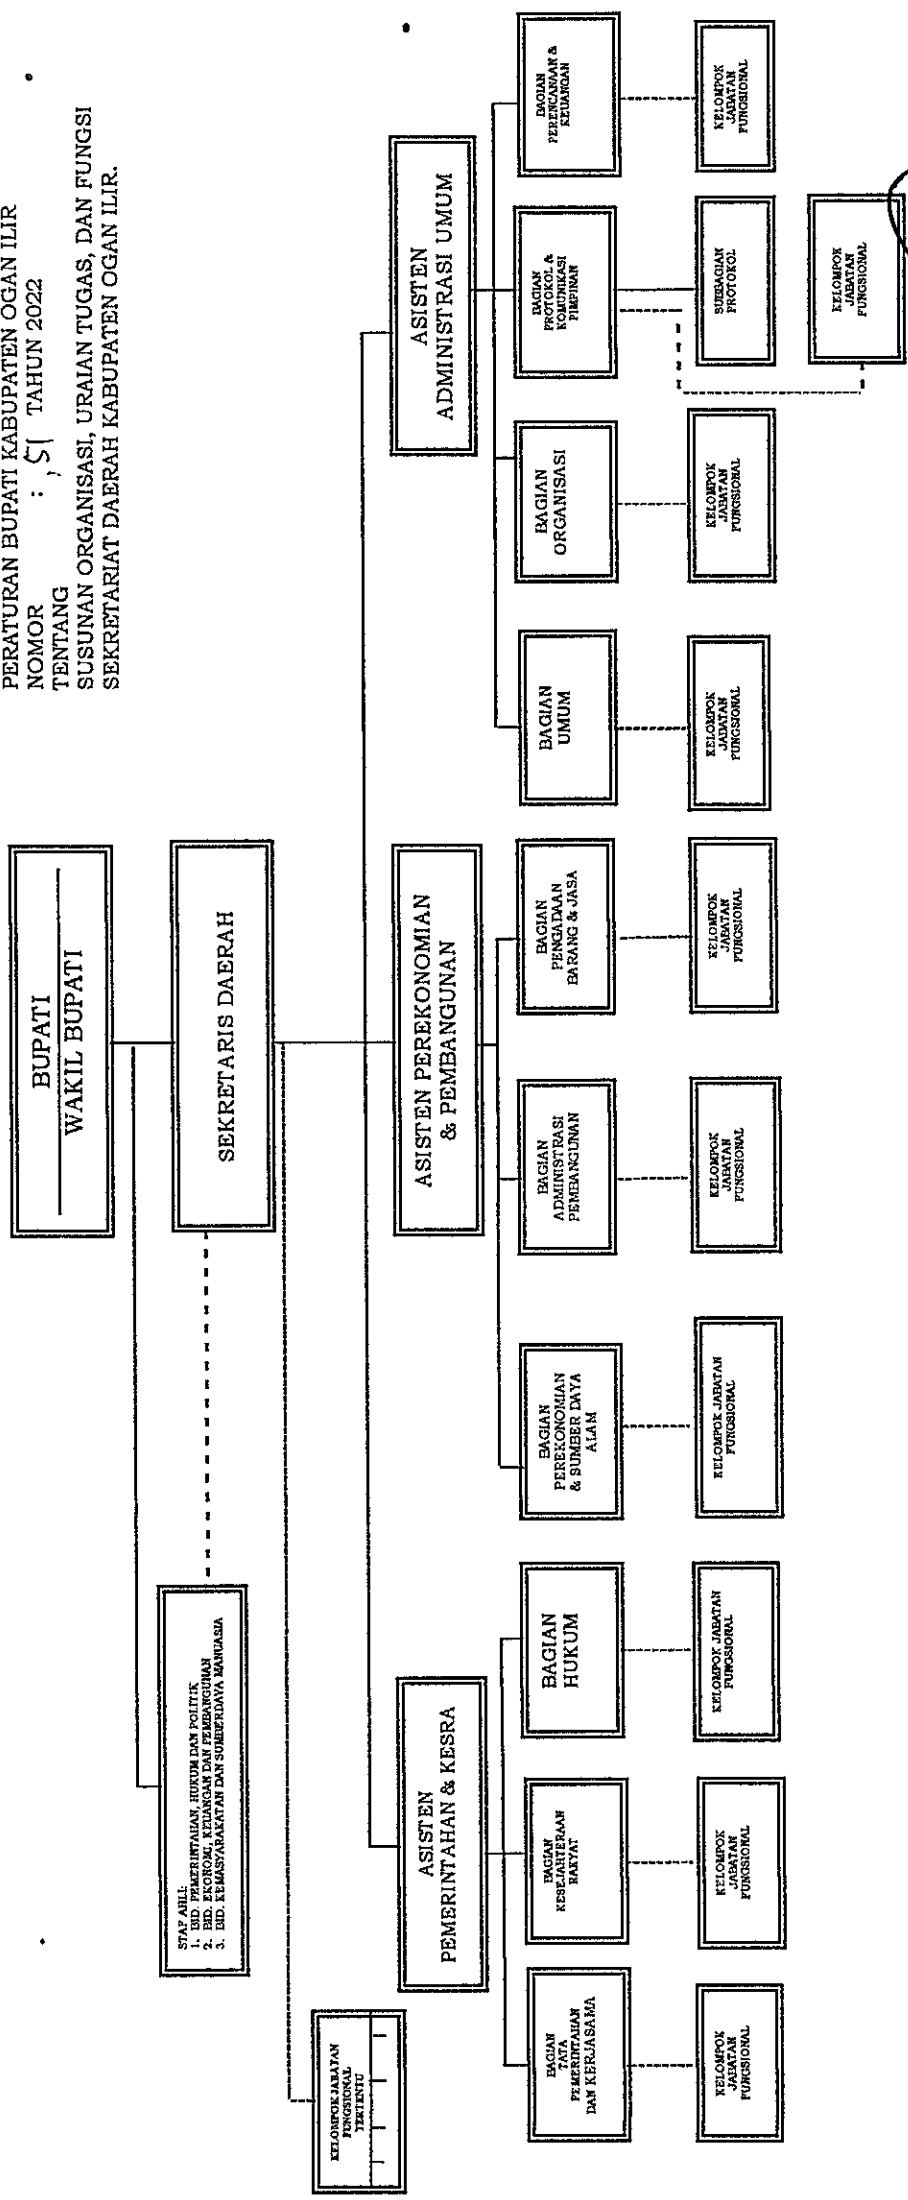 PERATURAN BUPATI KABUPATEN OGAN ILIR
NOMOR : , 51 TAHUN 2022
TENTANG
SUSUNAN ORGANISASI, URAIAN TUGAS, DAN FUNGSI
SEKRETARIAT DAERAH KABUPATEN OGAN ILIR.
BUPATI
WAKIL BUPATI
STAF AHLI:
1. BID. PEMERINTAHAN, HUKUM DAN POLITIK
2. BID. EKONOMI, KEUANGAN DAN PEMBANGUNAN
3. BID. KEMASYARAKATAN DAN SUMBERDAYA MANUASIA
SEKRETARIS DAERAH
KELOMPOK JABATAN
FUNGSIONAL
TERTENTU
ASISTEN
PEMERINTAHAN & KESRA
ASISTEN PEREKONOMIAN
& PEMBANGUNAN
ASISTEN
ADMINISTRASI UMUM
BAGIAN
TATA
PEMERINTAHAN
DAN KERJASAMA
BAGIAN
KESEJAHTERAAN
RAKYAT
BAGIAN
HUKUM
BAGIAN
PEREKONOMIAN
& SUMBER DAYA
ALAM
BAGIAN
ADMINISTRASI
PEMBANGUNAN
BAGIAN
PENGADAAN
BARANG & JASA
BAGIAN
UMUM
BAGIAN
ORGANISASI
BAGIAN
PROTOKOL &
KOMUNIKASI
PIMPINAN
BAGIAN
PERENCANAAN &
KEUANGAN
KELOMPOK
JABATAN
FUNGSIONAL
KELOMPOK
JABATAN
FUNGSIONAL
KELOMPOK JABATAN
FUNGSIONAL
KELOMPOK JABATAN
FUNGSIONAL
KELOMPOK
JABATAN
FUNGSIONAL
KELOMPOK
JABATAN
FUNGSIONAL
KELOMPOK
JABATAN
FUNGSIONAL
KELOMPOK
JABATAN
FUNGSIONAL
SUBBAGIAN
PROTOKOL
KELOMPOK
JABATAN
FUNGSIONAL
KELOMPOK
JABATAN
FUNGSIONAL